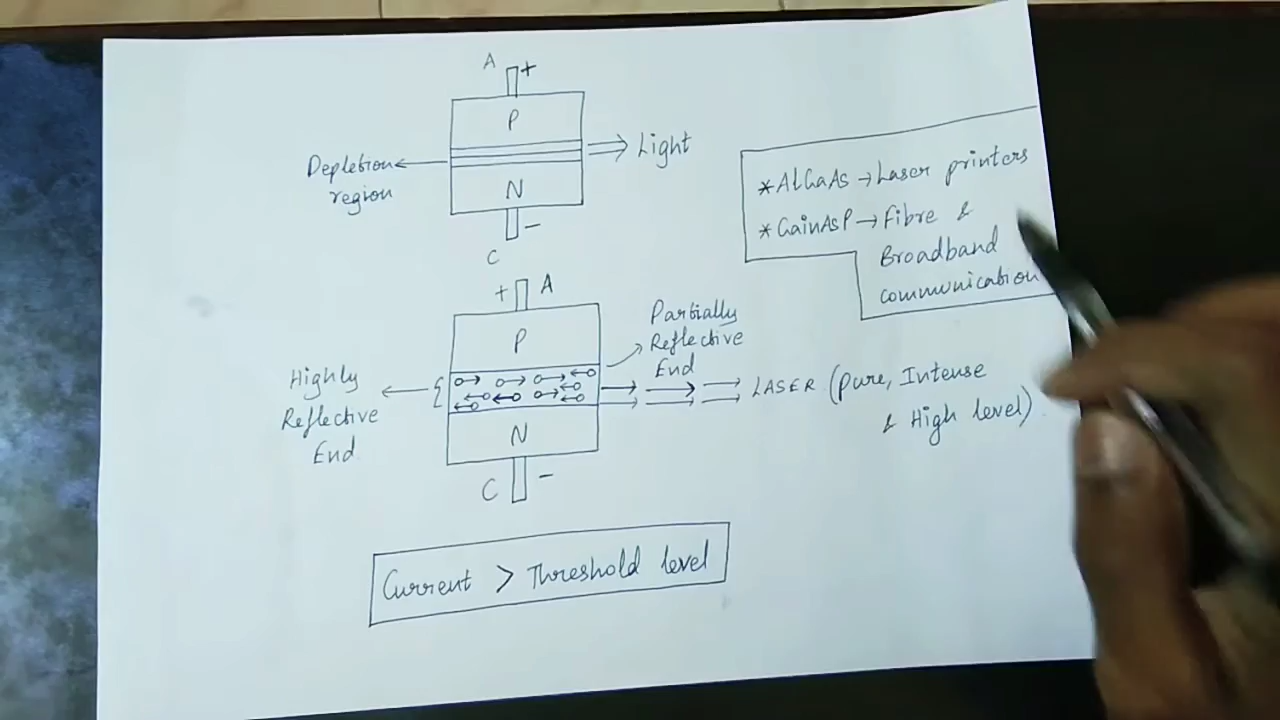 A +
P
Depletion
region
Light
N
-
C
*AlGaAs → Laser printers
*GainAsP → Fibre &
Broadband
communication
+ A
P
Partially
Reflective
End
Highly
Reflective
End
LASER (pure, Intense
& High level)
N
C -
Current > Threshold level